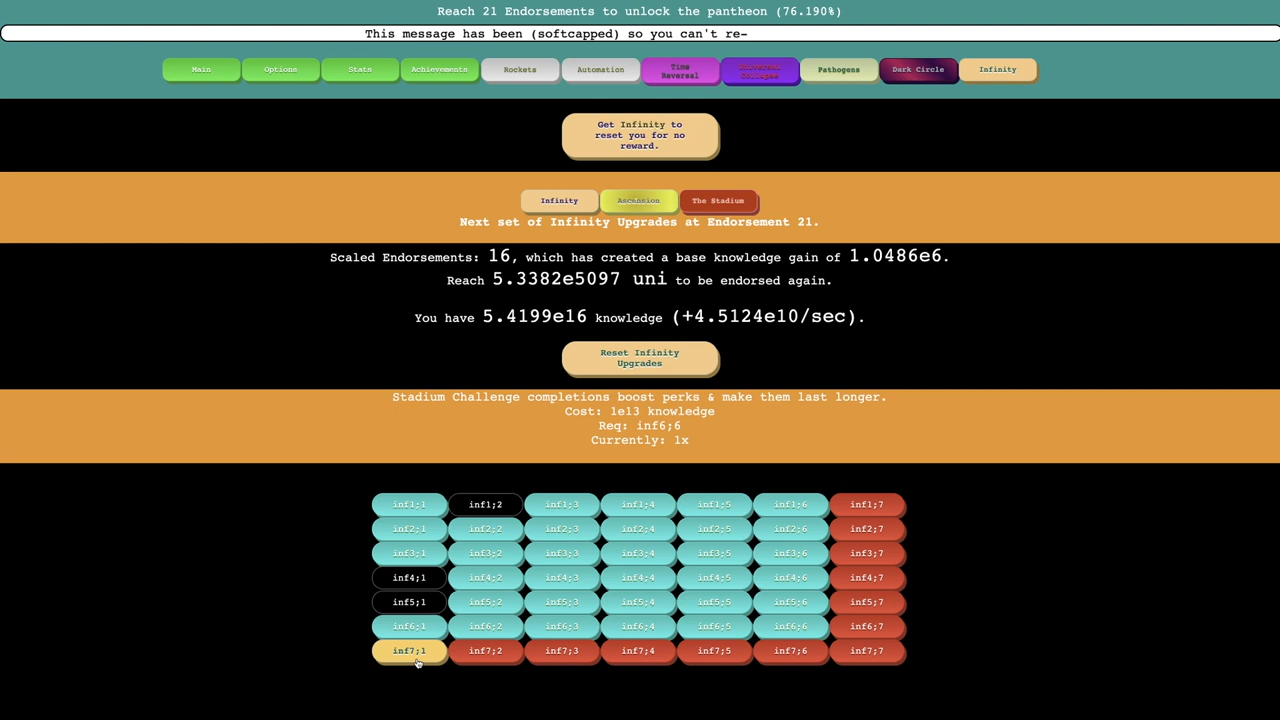 Reach 21 Endorsements to unlock the pantheon (76.190%)
This message has been (softcapped) so you can't re-
Main Options Stats Achievements Rockets Automation Time Reversal Universal Collapse Pathogens Dark Circle Infinity
Get Infinity to
reset you for no
reward.
Infinity Ascension The Stadium
Next set of Infinity Upgrades at Endorsement 21.
Scaled Endorsements: 16, which has created a base knowledge gain of 1.0486e6.
Reach 5.3382e5097 uni to be endorsed again.
You have 5.4199e16 knowledge (+4.5124e10/sec).
Reset Infinity
Upgrades
Stadium Challenge completions boost perks & make them last longer.
Cost: 1e13 knowledge
Req: inf6;6
Currently: 1x
inf1;1 inf1;2 inf1;3 inf1;4 inf1;5 inf1;6 inf1;7
inf2;1 inf2;2 inf2;3 inf2;4 inf2;5 inf2;6 inf2;7
inf3;1 inf3;2 inf3;3 inf3;4 inf3;5 inf3;6 inf3;7
inf4;1 inf4;2 inf4;3 inf4;4 inf4;5 inf4;6 inf4;7
inf5;1 inf5;2 inf5;3 inf5;4 inf5;5 inf5;6 inf5;7
inf6;1 inf6;2 inf6;3 inf6;4 inf6;5 inf6;6 inf6;7
inf7;1 inf7;2 inf7;3 inf7;4 inf7;5 inf7;6 inf7;7